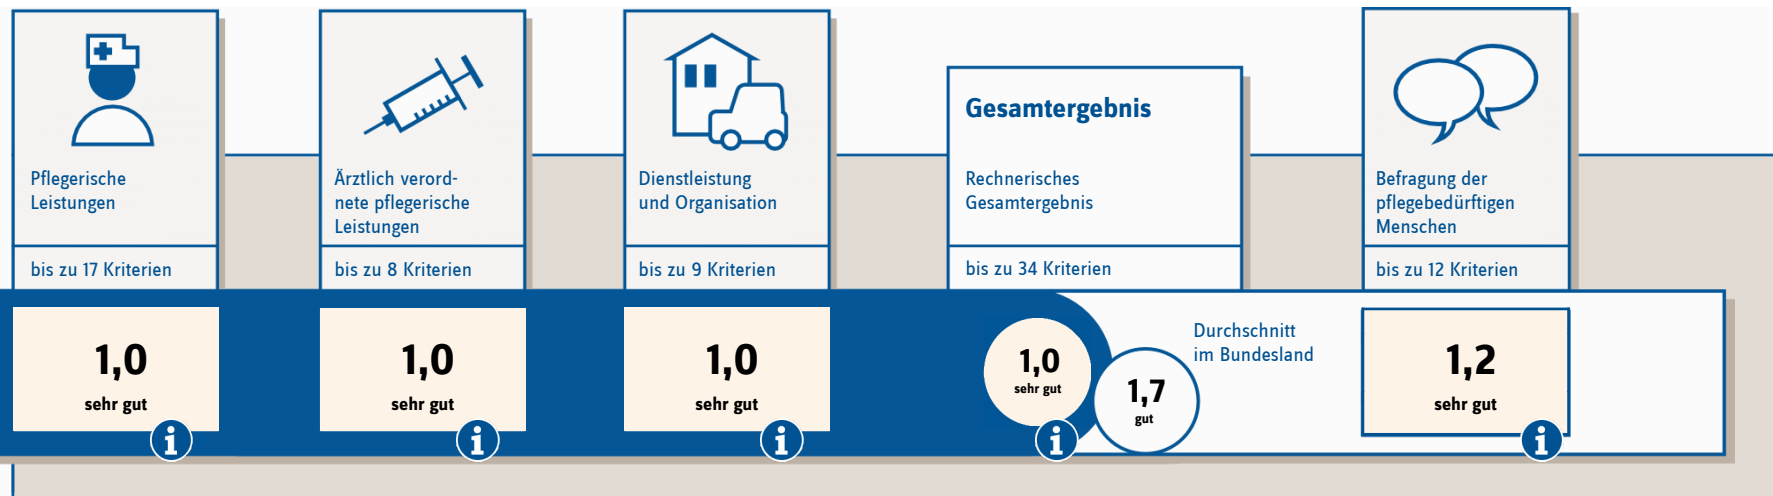 Pflegerische
Leistungen
bis zu 17 Kriterien
1,0
sehr gut
i
Ärztlich verord-
nete pflegerische
Leistungen
bis zu 8 Kriterien
1,0
sehr gut
i
Dienstleistung
und Organisation
bis zu 9 Kriterien
1,0
sehr gut
i
Gesamtergebnis
Rechnerisches
Gesamtergebnis
bis zu 34 Kriterien
1,0
sehr gut
i
1,7
gut
Durchschnitt
im Bundesland
Befragung der
pflegebedürftigen
Menschen
bis zu 12 Kriterien
1,2
sehr gut
i